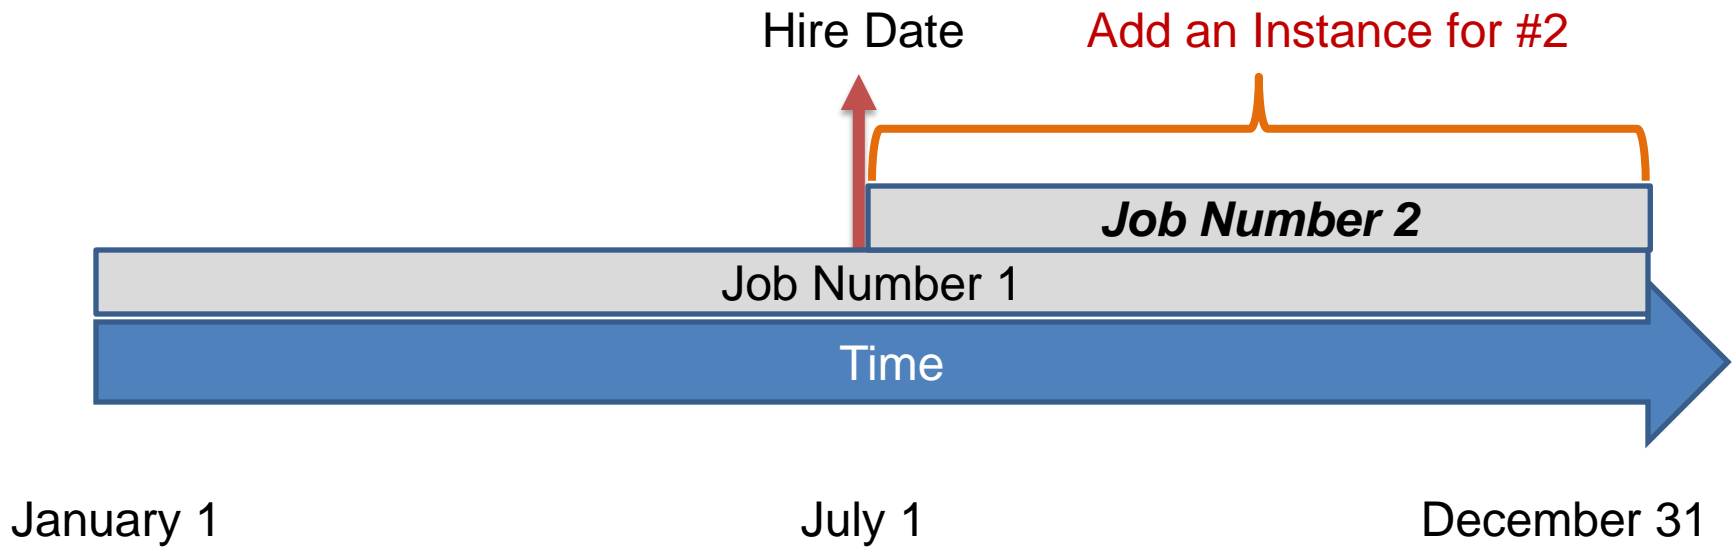 Hire Date
Add an Instance for #2
Job Number 2
Job Number 1
Time
January 1
July 1
December 31